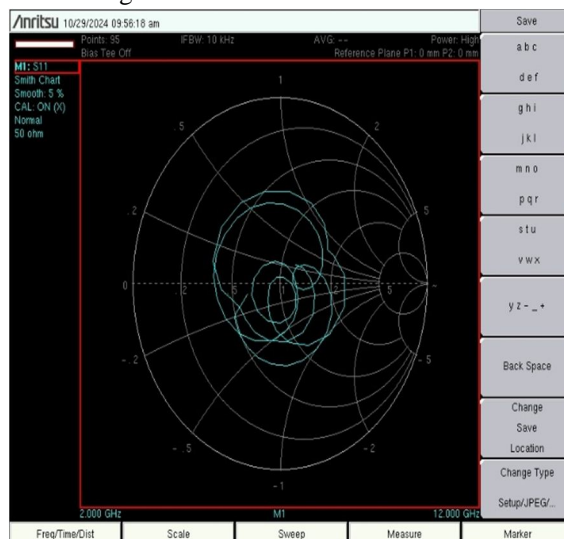 Anritsu 10/29/2024 09:56:18 am
Save
Points: 95 IFBW: 10 kHz AVG: -- Power: High
Bias Tee Off Reference Plane P1: 0 mm P2: 0 mm
M1: S11
Smith Chart
Smooth: 5 %
CAL: ON (X)
Normal
50 ohm
1
.5 2
.2 5
0 .2 .5 1 2 5 ~
-.2 -5
-.5 -2
-1
2.000 GHz M1 12.000 GHz
a b c
d e f
g h i
j k l
m n o
p q r
s t u
v w x
y z - _ +
Back Space
Change
Save
Location
Change Type
Setup/JPEG/...
Freq/Time/Dist Scale Sweep Measure Marker